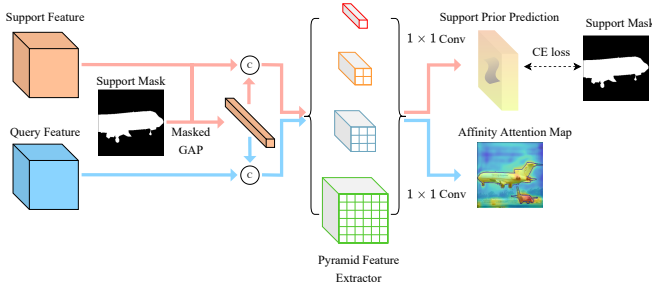 Support Feature
Support Mask
Masked
GAP
Query Feature
C
C
Pyramid Feature
Extractor
1 × 1 Conv
1 × 1 Conv
Support Prior Prediction
CE loss
Support Mask
Affinity Attention Map